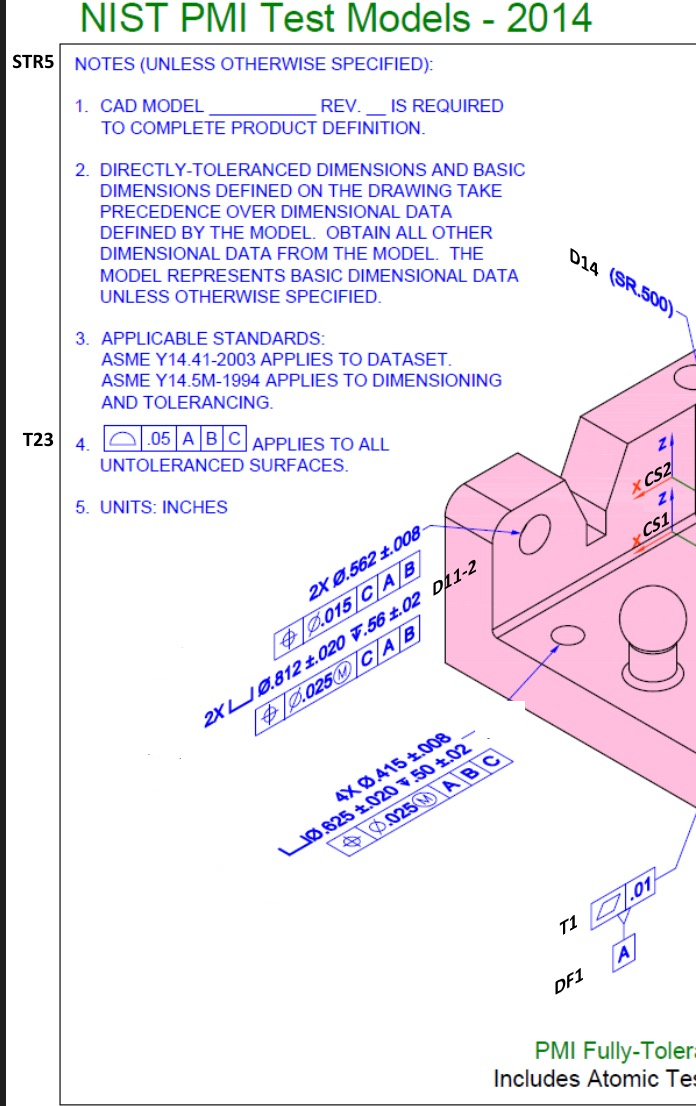 NIST PMI Test Models - 2014
STR5
NOTES (UNLESS OTHERWISE SPECIFIED):
1. CAD MODEL ___________ REV. __ IS REQUIRED
TO COMPLETE PRODUCT DEFINITION.
2. DIRECTLY-TOLERANCED DIMENSIONS AND BASIC
DIMENSIONS DEFINED ON THE DRAWING TAKE
PRECEDENCE OVER DIMENSIONAL DATA
DEFINED BY THE MODEL. OBTAIN ALL OTHER
DIMENSIONAL DATA FROM THE MODEL. THE
MODEL REPRESENTS BASIC DIMENSIONAL DATA
UNLESS OTHERWISE SPECIFIED.
3. APPLICABLE STANDARDS:
ASME Y14.41-2003 APPLIES TO DATASET.
ASME Y14.5M-1994 APPLIES TO DIMENSIONING
AND TOLERANCING.
T23
4. ⌓ .05 A B C APPLIES TO ALL
UNTOLERANCED SURFACES.
5. UNITS: INCHES
D14 (SR.500)
Z
X CS2
Z
X CS1
2X Ø.562 ±.008
⌖ Ø.015 C A B
D11-2
2X ⌴ Ø.812 ±.020 ↧.56 ±.02
⌖ Ø.025Ⓜ C A B
4X Ø.415 ±.008
⌴Ø.625 ±.020 ↧.50 ±.02
⌖ Ø.025Ⓜ A B C
T1 ⏥ .01
DF1 A
PMI Fully-Tolera
Includes Atomic Tes